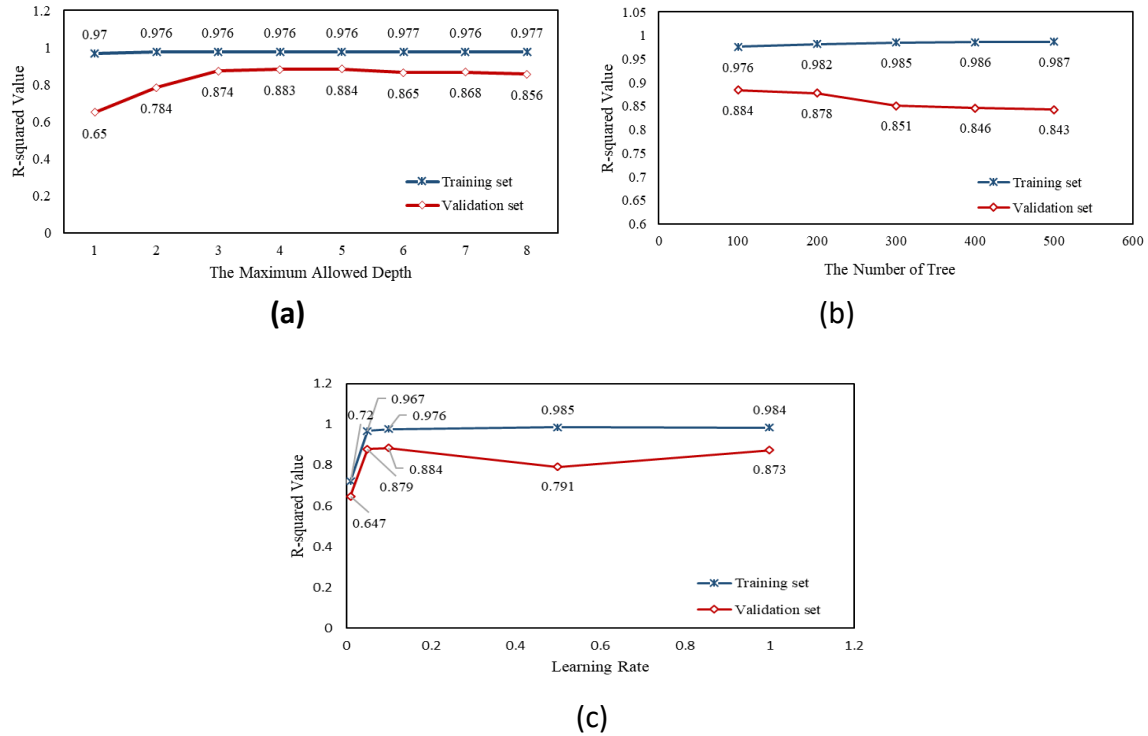 1.2
1
0.8
0.6
0.4
0.2
0
R-squared Value
0.97 0.976 0.976 0.976 0.976 0.977 0.976 0.977
0.65 0.784 0.874 0.883 0.884 0.865 0.868 0.856
Training set
Validation set
1 2 3 4 5 6 7 8
The Maximum Allowed Depth
(a)
1.05
1
0.95
0.9
0.85
0.8
0.75
0.7
0.65
0.6
R-squared Value
0.976 0.982 0.985 0.986 0.987
0.884 0.878 0.851 0.846 0.843
Training set
Validation set
0 100 200 300 400 500 600
The Number of Tree
(b)
1.2
1
0.8
0.6
0.4
0.2
0
R-squared Value
0.72 0.967 0.976 0.985 0.984
0.647 0.879 0.884 0.791 0.873
Training set
Validation set
0 0.2 0.4 0.6 0.8 1 1.2
Learning Rate
(c)